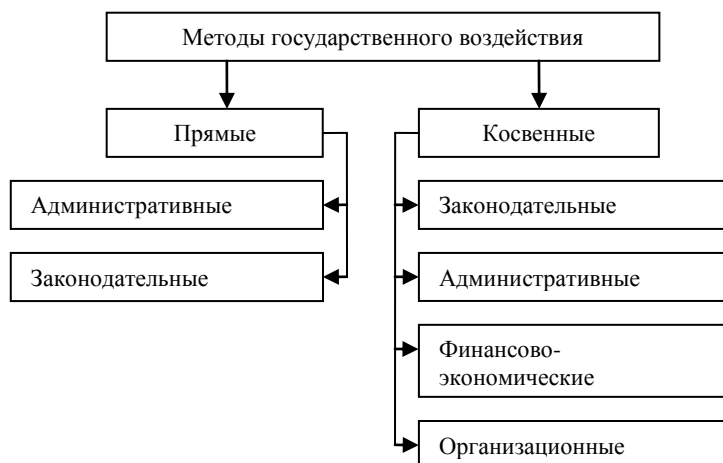 Методы государственного воздействия
Прямые
Косвенные
Административные
Законодательные
Законодательные
Административные
Финансово-
экономические
Организационные